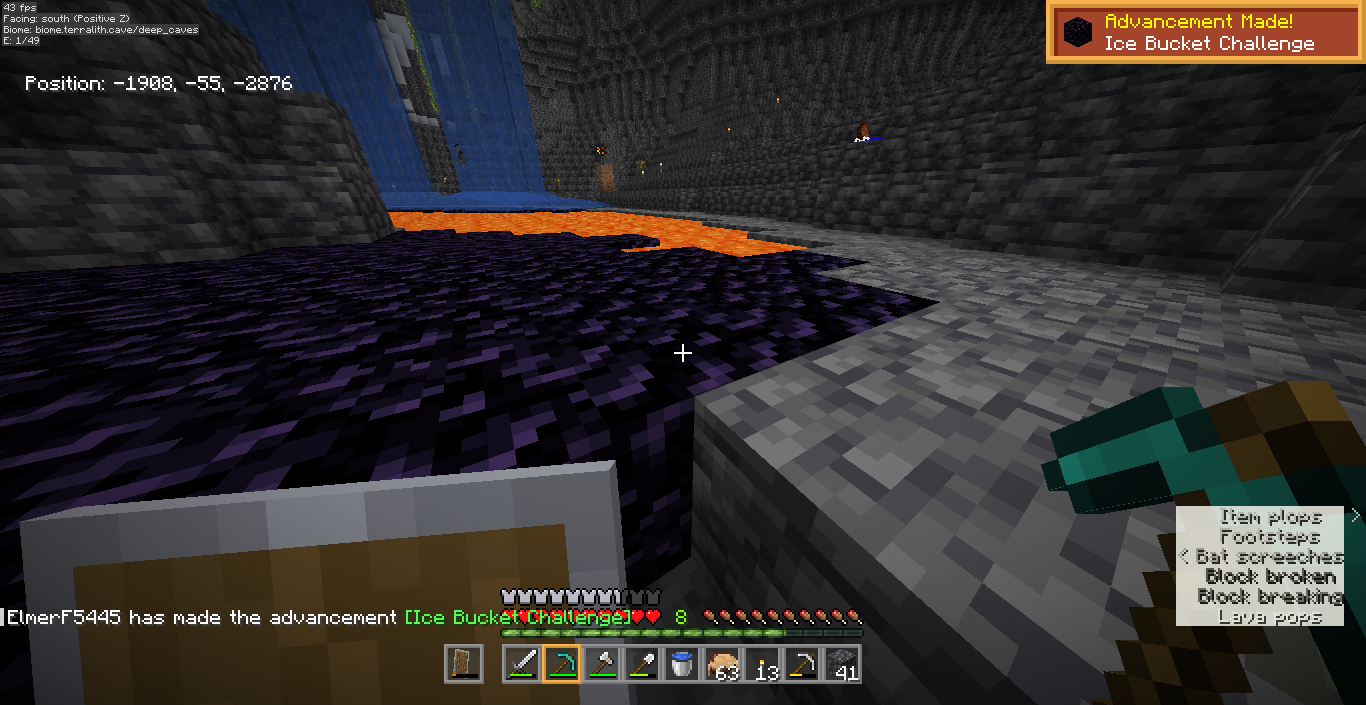 43 fps
Facing: south (Positive Z)
Biome: biome.terralith.cave/deep_caves
E: 1/49
Position: -1908, -55, -2876
Advancement Made!
Ice Bucket Challenge
Item plops >
Footsteps
< Bat screeches
Block broken
Block breaking
Lava pops
ElmerF5445 has made the advancement [Ice Bucket Challenge]
8
63 13 41